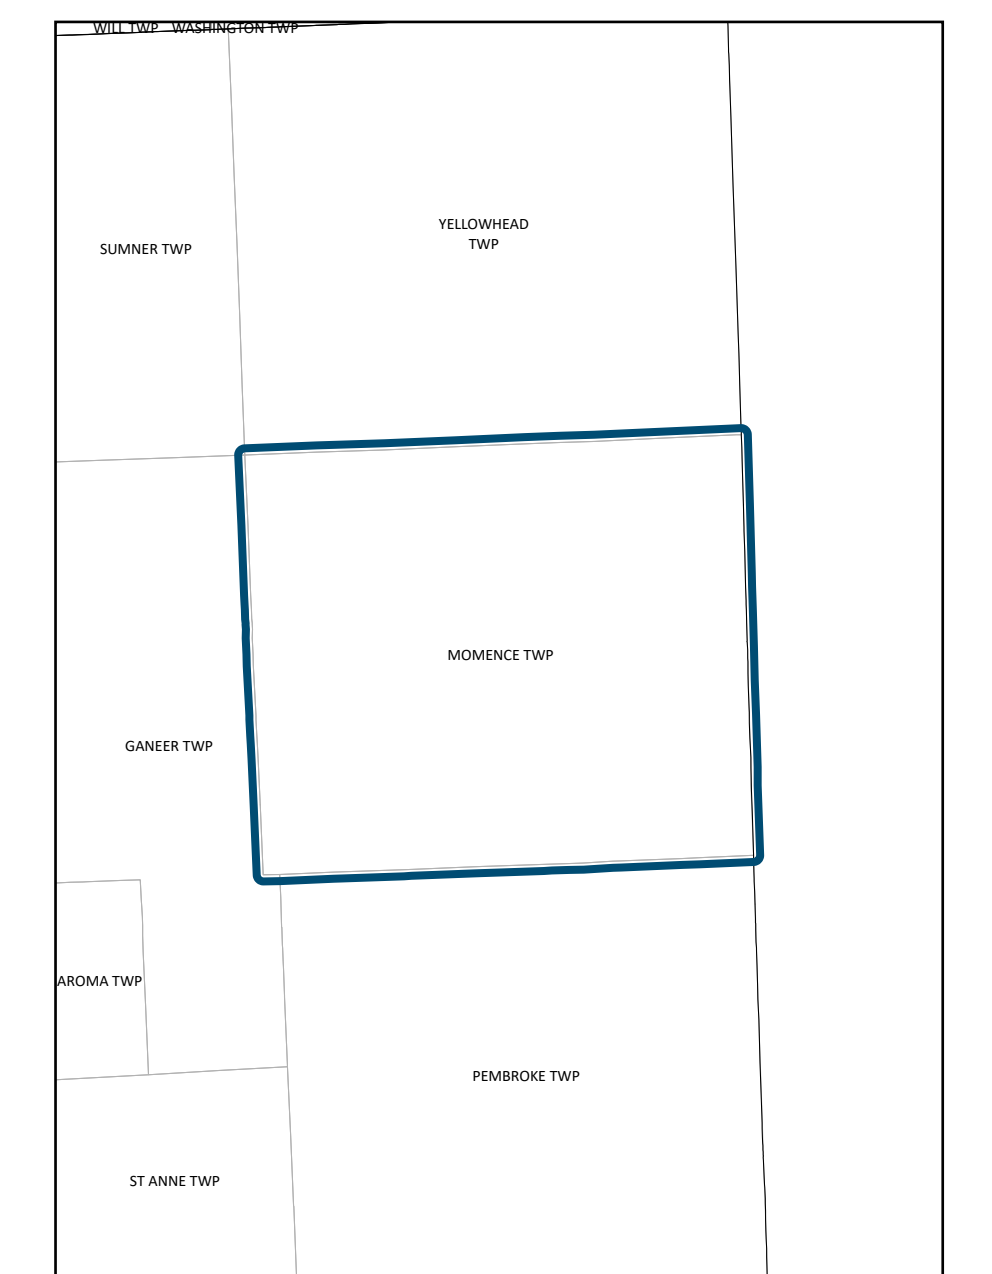 WILL TWP WASHINGTON TWP
YELLOWHEAD
TWP
SUMNER TWP
MOMENCE TWP
GANEER TWP
AROMA TWP
PEMBROKE TWP
ST ANNE TWP